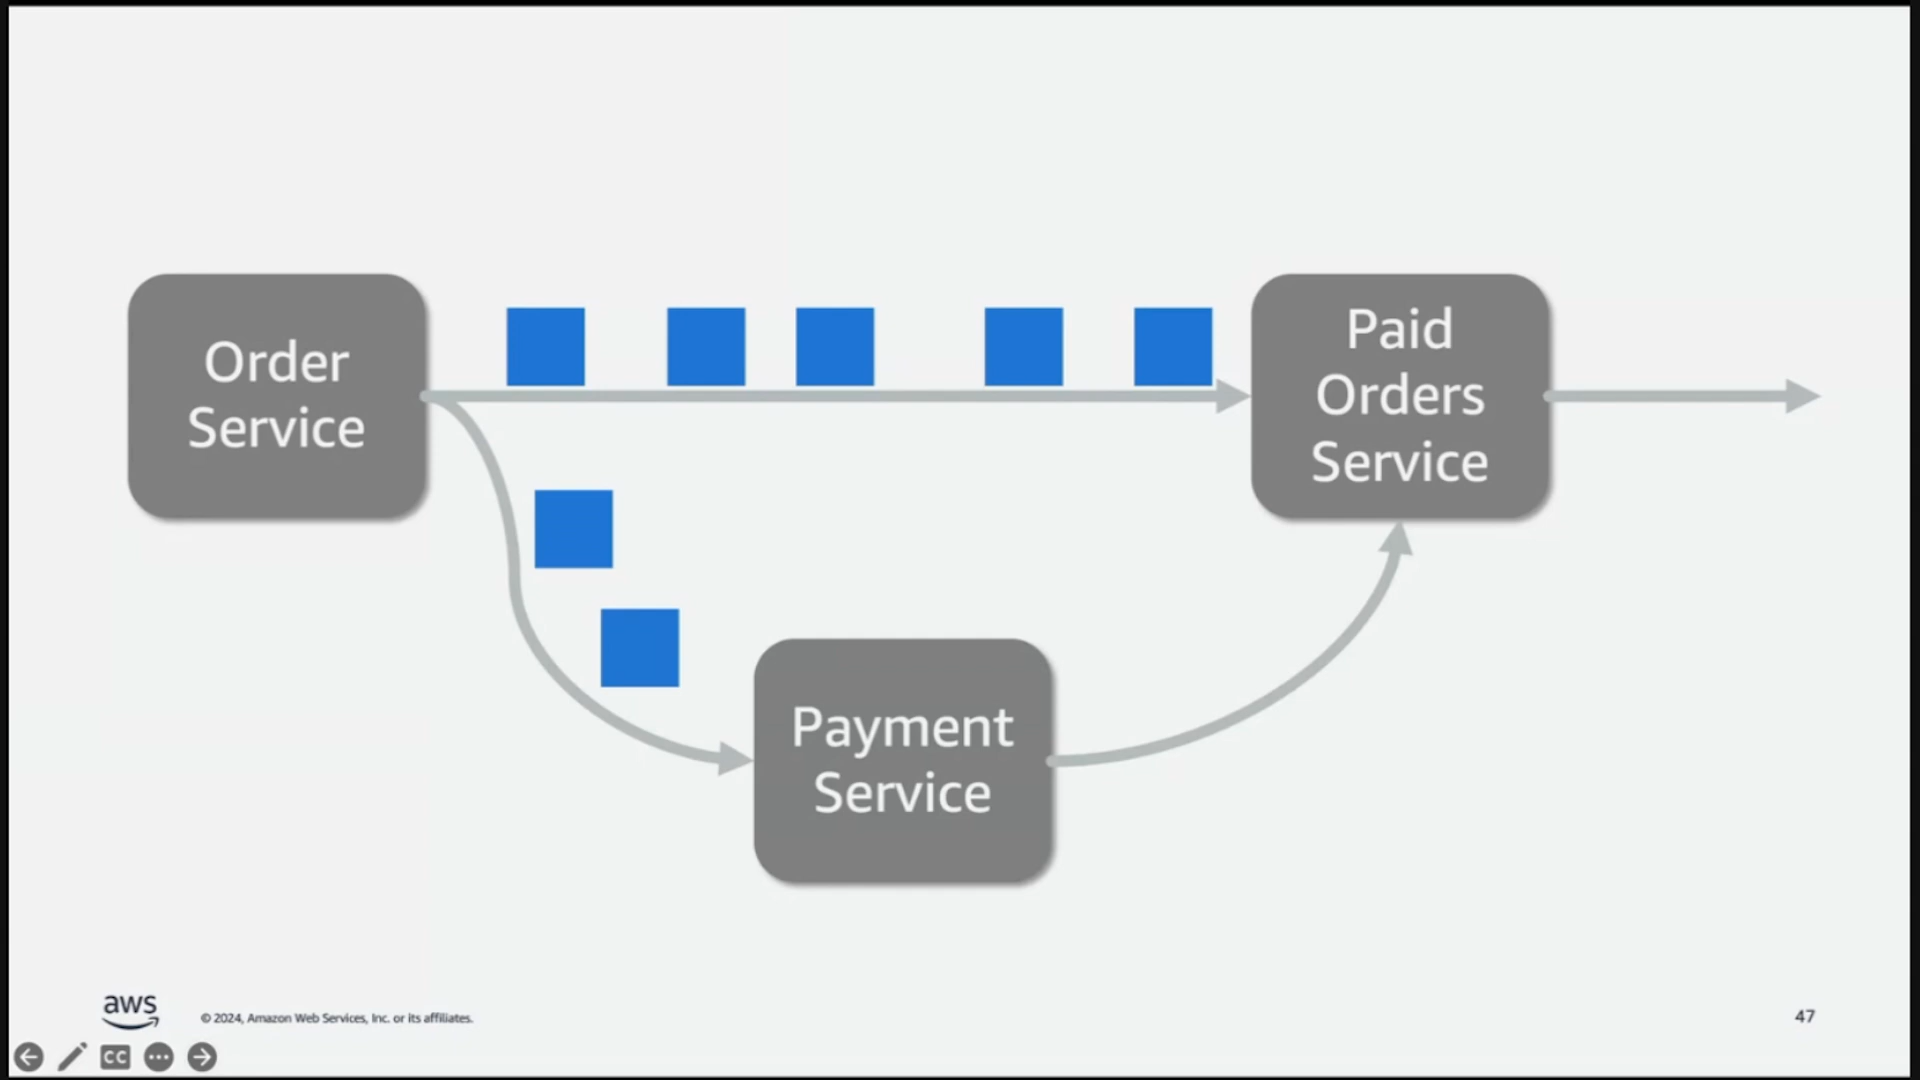 Order
Service
Paid
Orders
Service
Payment
Service
aws
© 2024, Amazon Web Services, Inc. or its affiliates.
47
CC